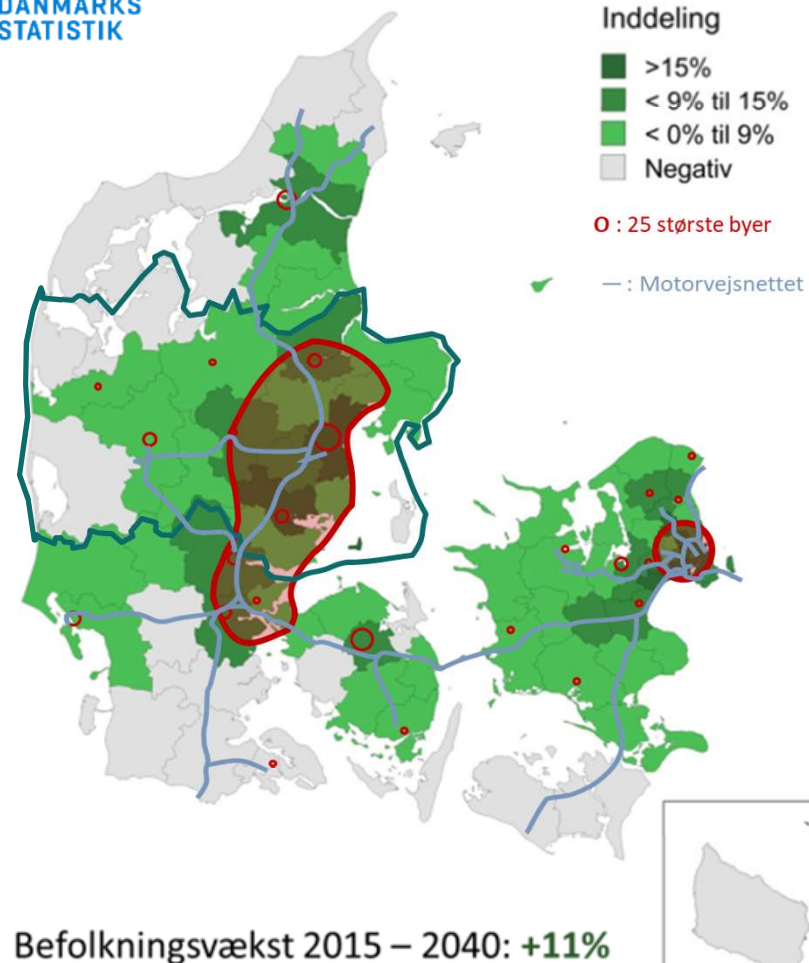 DANMARKS
STATISTIK
Inddeling
>15%
< 9% til 15%
< 0% til 9%
Negativ
O : 25 største byer
— : Motorvejsnettet
Befolkningsvækst 2015 – 2040: +11%